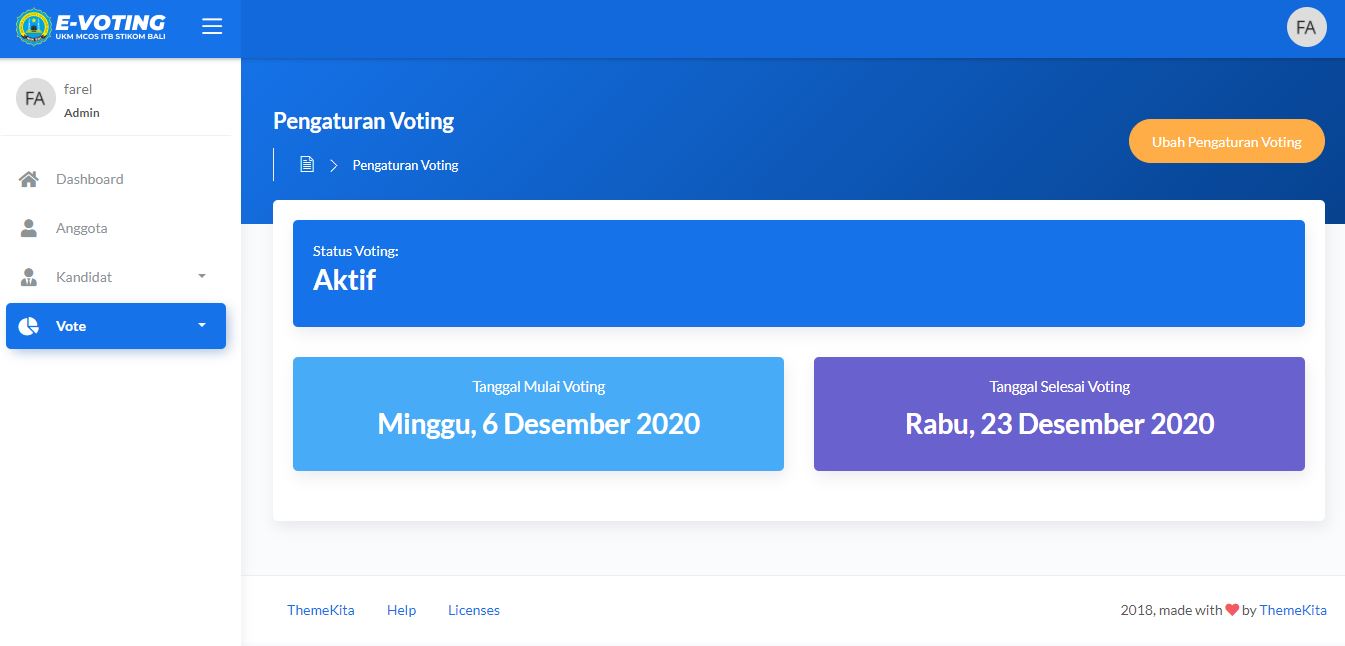 E-VOTING
UKM MCOS ITB STIKOM BALI
FA
FA
farel
Admin
Dashboard
Anggota
Kandidat
Vote
Pengaturan Voting
Pengaturan Voting
Ubah Pengaturan Voting
Status Voting:
Aktif
Tanggal Mulai Voting
Minggu, 6 Desember 2020
Tanggal Selesai Voting
Rabu, 23 Desember 2020
ThemeKita Help Licenses
2018, made with ❤ by ThemeKita